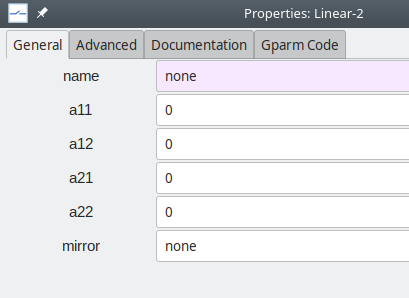 Properties: Linear-2
General Advanced Documentation Gparm Code
name none
a11 0
a12 0
a21 0
a22 0
mirror none